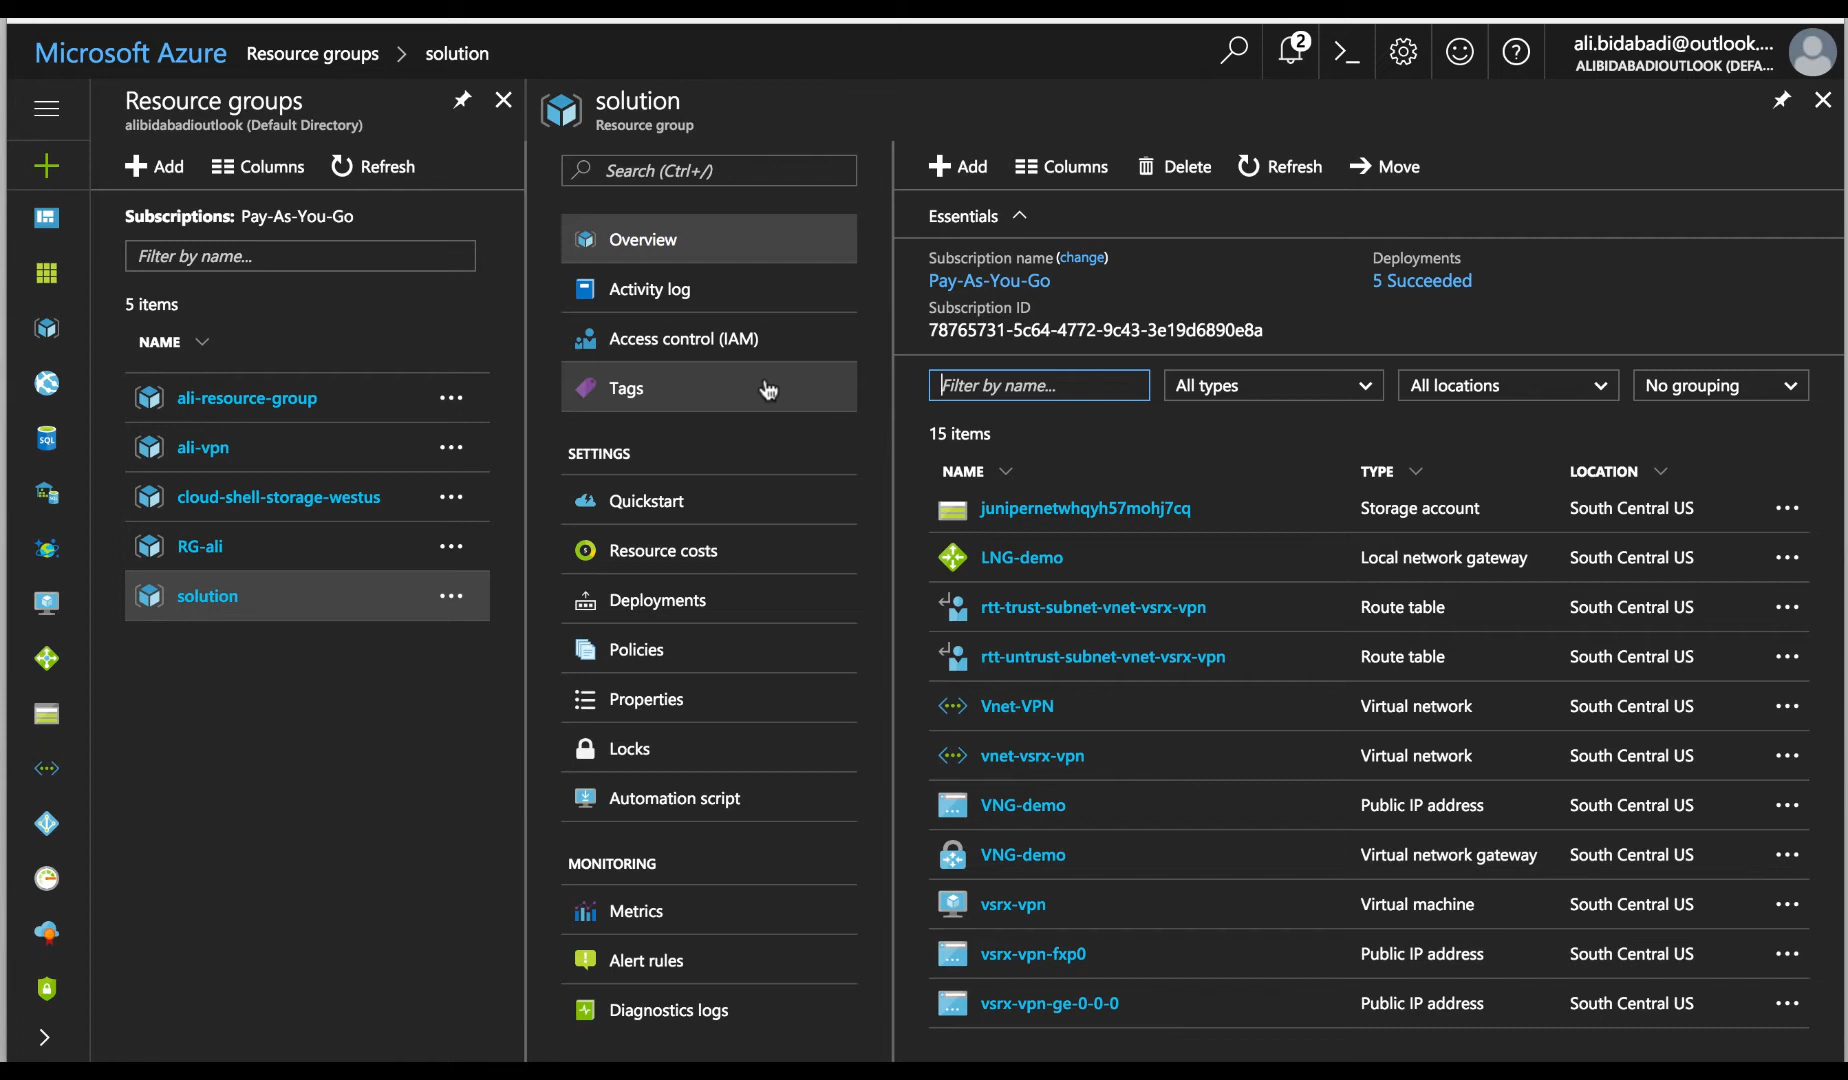 Microsoft Azure Resource groups > solution
2
ali.bidabadi@outlook....
ALIBIDABADIOUTLOOK (DEFA...
Resource groups
alibidabadioutlook (Default Directory)
Add Columns Refresh
Subscriptions: Pay-As-You-Go
Filter by name...
5 items
NAME
ali-resource-group
ali-vpn
cloud-shell-storage-westus
RG-ali
solution
SQL
solution
Resource group
Search (Ctrl+/)
Overview
Activity log
Access control (IAM)
Tags
SETTINGS
Quickstart
Resource costs
Deployments
Policies
Properties
Locks
Automation script
MONITORING
Metrics
Alert rules
Diagnostics logs
Add Columns Delete Refresh Move
Essentials
Subscription name (change)
Pay-As-You-Go
Deployments
5 Succeeded
Subscription ID
78765731-5c64-4772-9c43-3e19d6890e8a
Filter by name... All types All locations No grouping
15 items
NAME TYPE LOCATION
junipernetwhqyh57mohj7cq Storage account South Central US
LNG-demo Local network gateway South Central US
rtt-trust-subnet-vnet-vsrx-vpn Route table South Central US
rtt-untrust-subnet-vnet-vsrx-vpn Route table South Central US
Vnet-VPN Virtual network South Central US
vnet-vsrx-vpn Virtual network South Central US
VNG-demo Public IP address South Central US
VNG-demo Virtual network gateway South Central US
vsrx-vpn Virtual machine South Central US
vsrx-vpn-fxp0 Public IP address South Central US
vsrx-vpn-ge-0-0-0 Public IP address South Central US